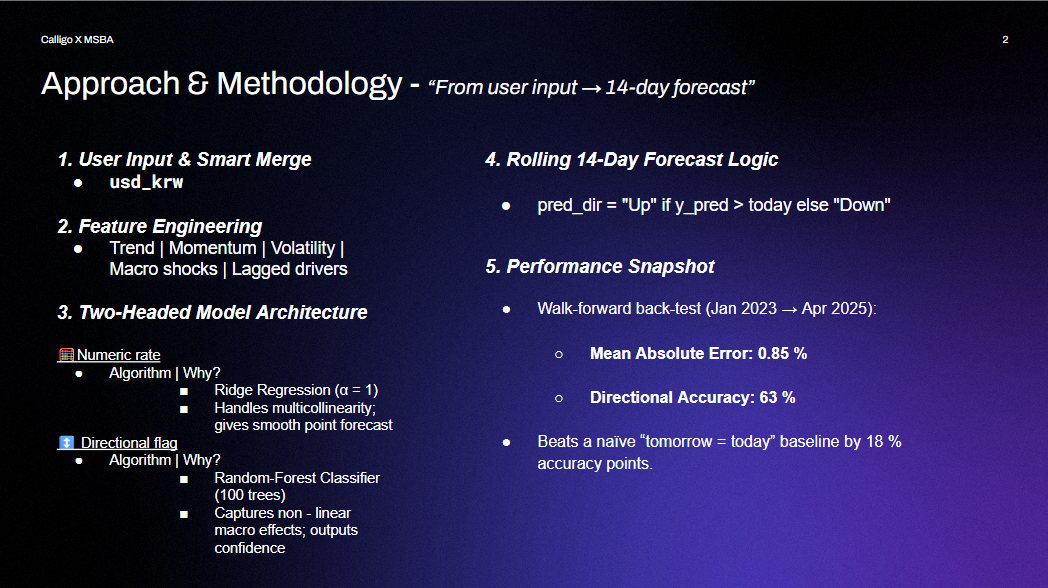 Calligo X MSBA
2
Approach & Methodology - “From user input → 14-day forecast”
1. User Input & Smart Merge
● usd_krw
2. Feature Engineering
● Trend | Momentum | Volatility |
Macro shocks | Lagged drivers
3. Two-Headed Model Architecture
🧮 Numeric rate
● Algorithm | Why?
■ Ridge Regression (α = 1)
■ Handles multicollinearity;
gives smooth point forecast
↕️ Directional flag
● Algorithm | Why?
■ Random-Forest Classifier
(100 trees)
■ Captures non - linear
macro effects; outputs
confidence
4. Rolling 14-Day Forecast Logic
● pred_dir = "Up" if y_pred > today else "Down"
5. Performance Snapshot
● Walk-forward back-test (Jan 2023 → Apr 2025):
○ Mean Absolute Error: 0.85 %
○ Directional Accuracy: 63 %
● Beats a naïve “tomorrow = today” baseline by 18 %
accuracy points.